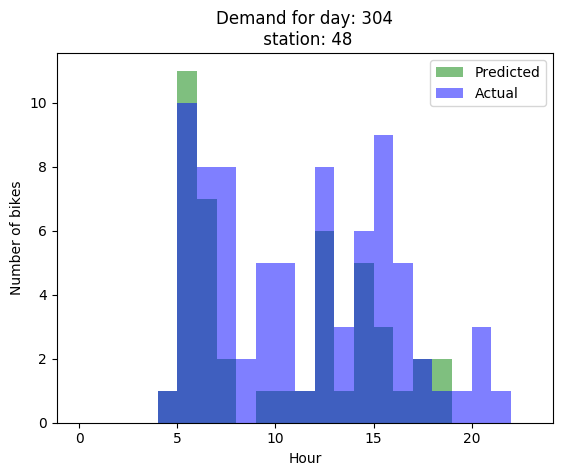 Demand for day: 304
station: 48
Predicted
Actual
Number of bikes
10
8
6
4
2
0
0 5 10 15 20
Hour